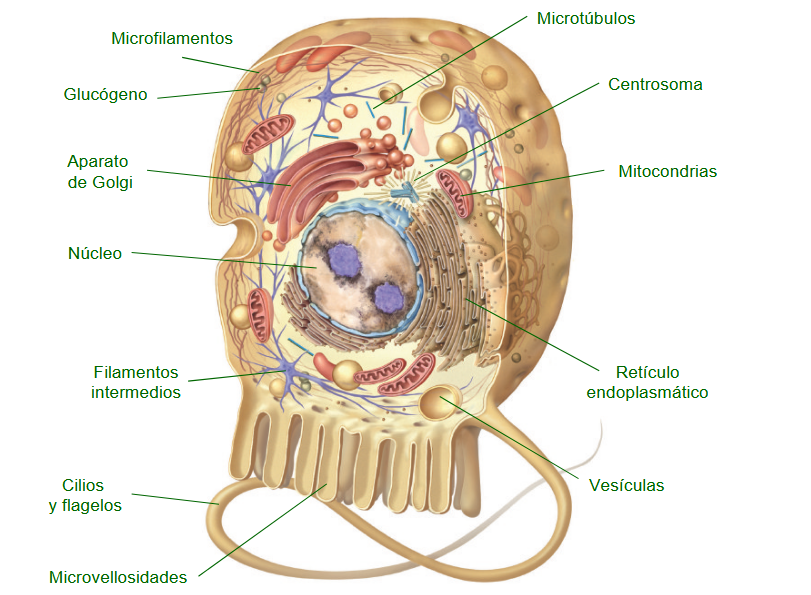 Microtúbulos
Microfilamentos
Centrosoma
Glucógeno
Aparato
de Golgi
Mitocondrias
Núcleo
Filamentos
intermedios
Retículo
endoplasmático
Cilios
y flagelos
Vesículas
Microvellosidades